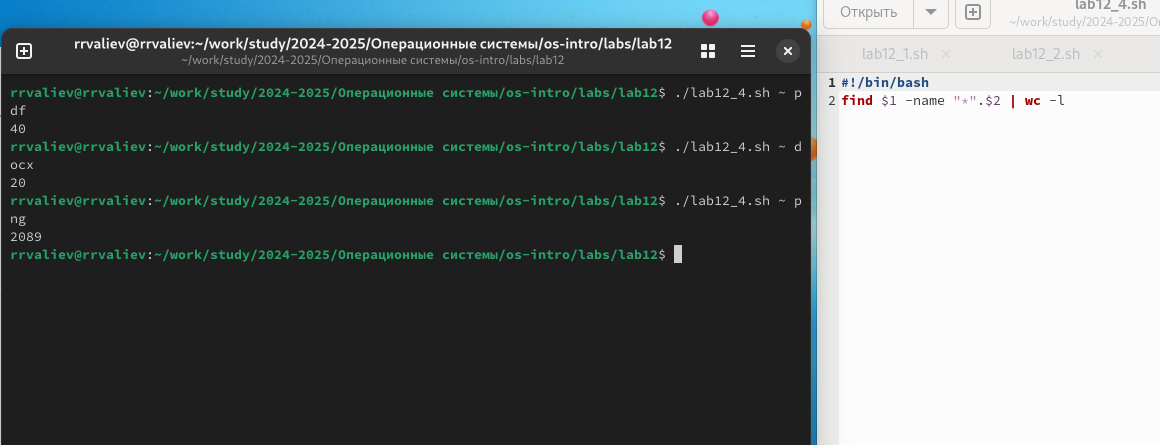 rrvaliev@rrvaliev:~/work/study/2024-2025/Операционные системы/os-intro/labs/lab12
~/work/study/2024-2025/Операционные системы/os-intro/labs/lab12
rrvaliev@rrvaliev:~/work/study/2024-2025/Операционные системы/os-intro/labs/lab12$ ./lab12_4.sh ~ p
df
40
rrvaliev@rrvaliev:~/work/study/2024-2025/Операционные системы/os-intro/labs/lab12$ ./lab12_4.sh ~ d
ocx
20
rrvaliev@rrvaliev:~/work/study/2024-2025/Операционные системы/os-intro/labs/lab12$ ./lab12_4.sh ~ p
ng
2089
rrvaliev@rrvaliev:~/work/study/2024-2025/Операционные системы/os-intro/labs/lab12$
Открыть
lab12_4.sh
~/work/study/2024-2025/О
lab12_1.sh
lab12_2.sh
1 #!/bin/bash
2 find $1 -name "*".$2 | wc -l